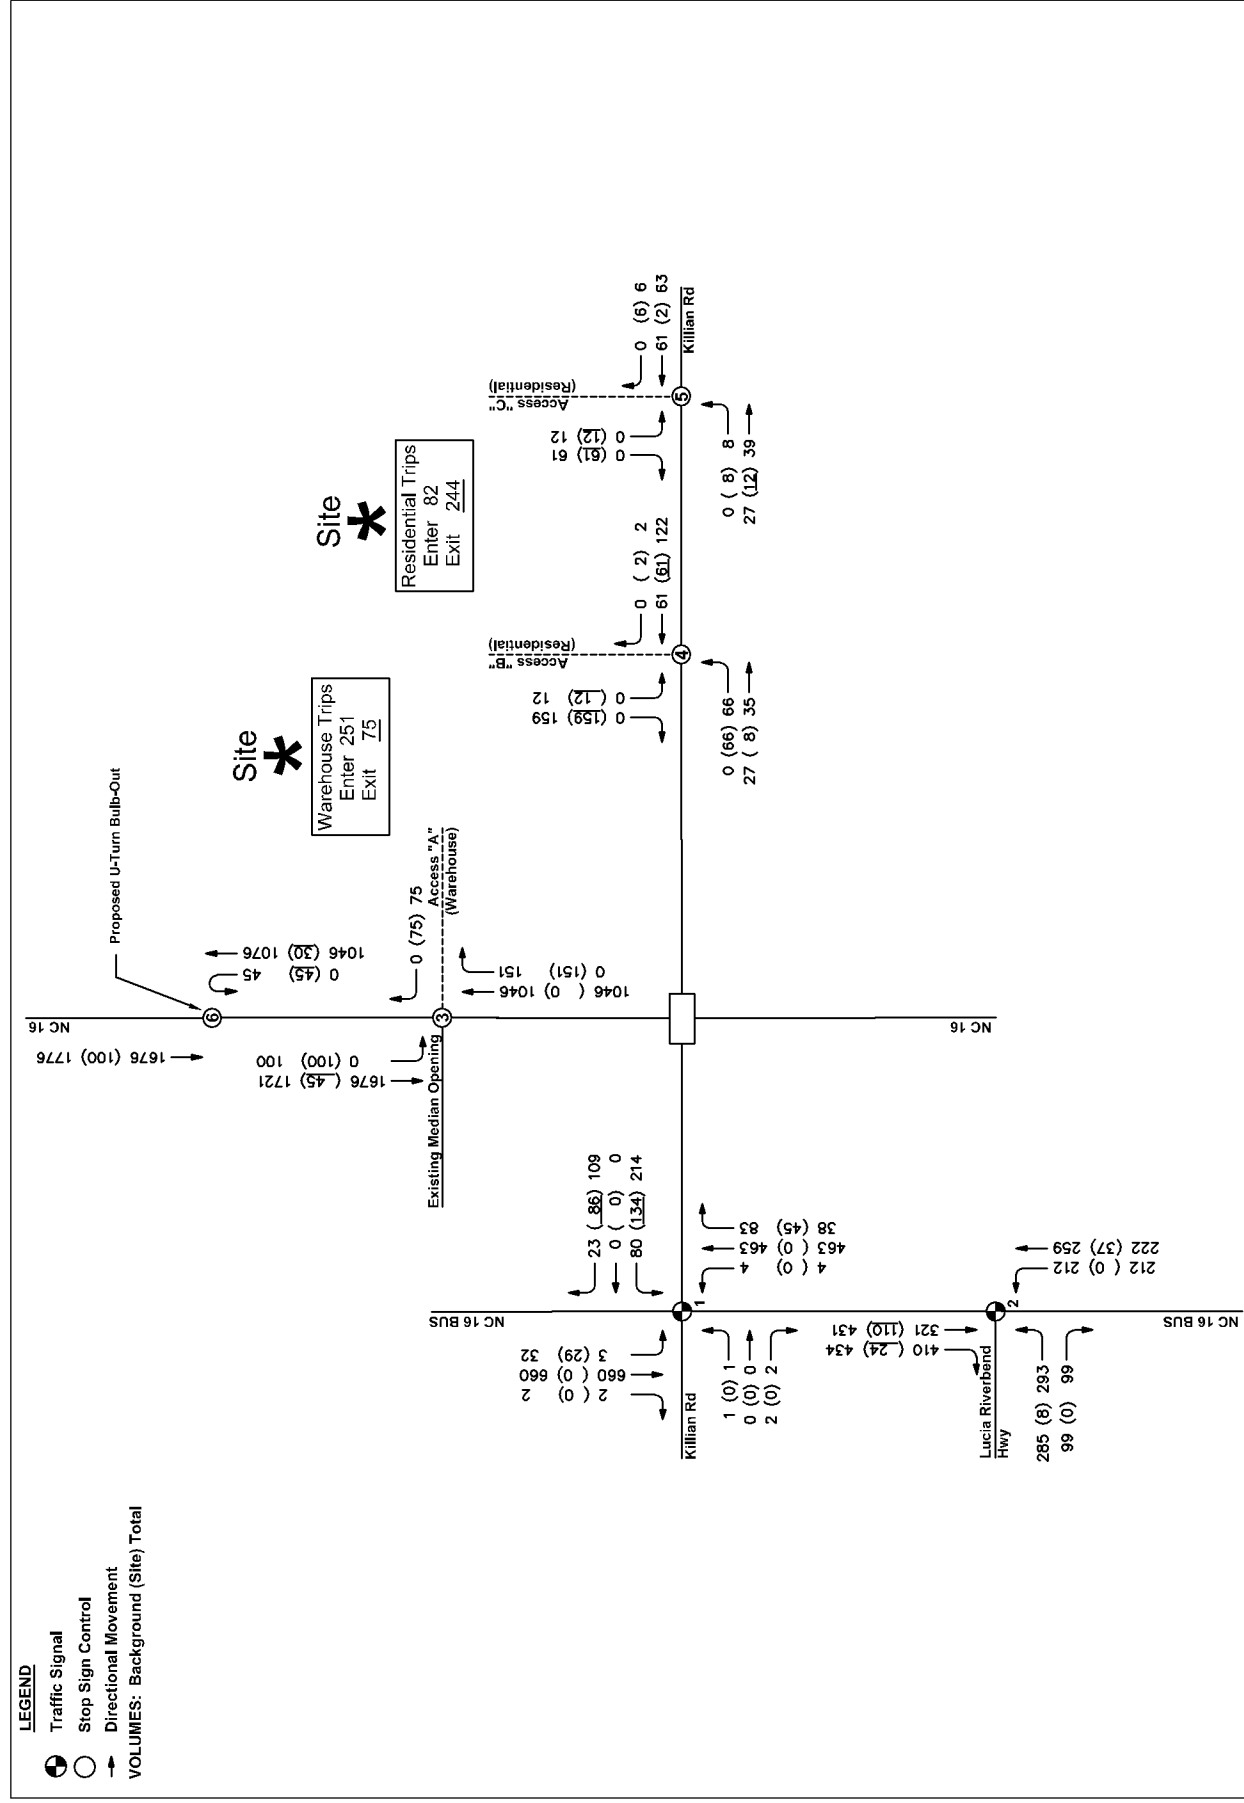 LEGEND
Traffic Signal
Stop Sign Control
Directional Movement
VOLUMES: Background (Site) Total
NC 16
1676 (100) 1776
6
Proposed U-Turn Bulb-Out
0 (45) 45
1046 (30) 1076
Site
Warehouse Trips
Enter 251
Exit 75
Site
Residential Trips
Enter 82
Exit 244
0 (100) 100
1676 ( 45) 1721
Existing Median Opening
3
0 (75) 75
Access "A"
(Warehouse)
0 (151) 151
1046 ( 0) 1046
NC 16
NC 16 BUS
23 ( 86) 109
0 ( 0) 0
80 (134) 214
3 (29) 32
660 ( 0) 660
2 ( 0) 2
Killian Rd
1
38 (45) 83
463 ( 0) 463
4 ( 0) 4
1 (0) 1
0 (0) 0
2 (0) 2
321 (110) 431
410 ( 24) 434
Lucia Riverbend
Hwy
2
222 (37) 259
212 ( 0) 212
285 (8) 293
99 (0) 99
NC 16 BUS
Access "B"
(Residential)
0 ( 12) 12
0 (159) 159
4
0 ( 2) 2
61 (61) 122
0 (66) 66
27 ( 8) 35
Access "C"
(Residential)
0 (12) 12
0 (61) 61
5
0 (6) 6
61 (2) 63
Killian Rd
0 ( 8) 8
27 (12) 39